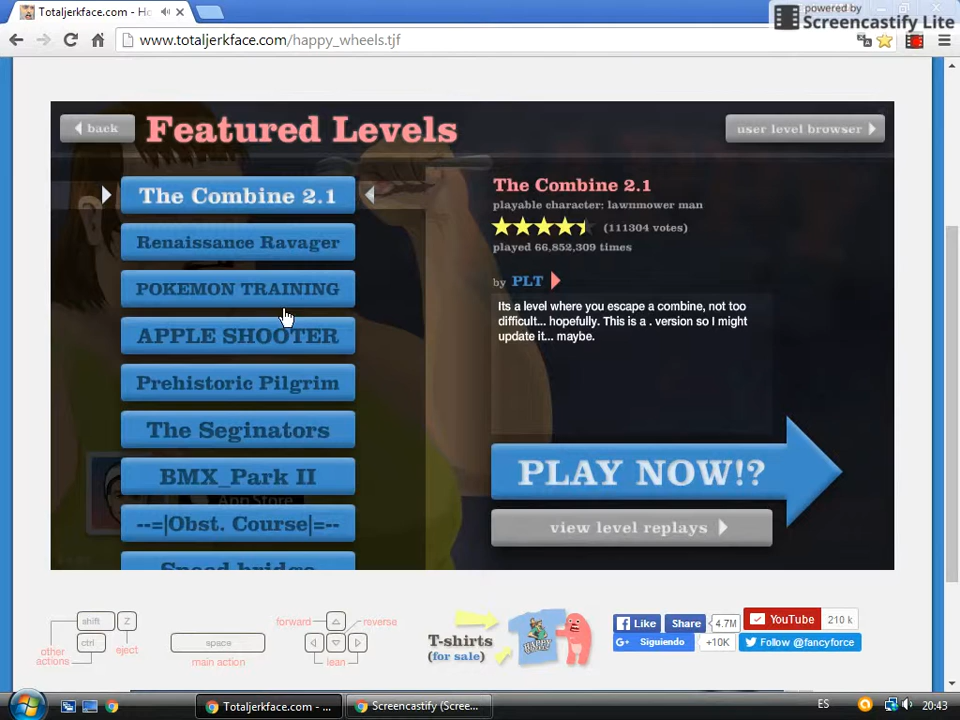 Totaljerkface.com - Ho
powered by
Screencastify Lite
www.totaljerkface.com/happy_wheels.tjf
back
Featured Levels
user level browser
The Combine 2.1
Renaissance Ravager
POKEMON TRAINING
APPLE SHOOTER
Prehistoric Pilgrim
The Seginators
BMX_Park II
App Store
--=|Obst. Course|=--
Speed bridge
The Combine 2.1
playable character: lawnmower man
(111304 votes)
played 66,852,309 times
by PLT
Its a level where you escape a combine, not too
difficult... hopefully. This is a . version so I might
update it... maybe.
PLAY NOW!?
view level replays
shift
Z
ctrl
eject
other
actions
space
main action
forward
reverse
lean
T-shirts
(for sale)
Like
Share
4.7M
YouTube
210 k
Siguiendo
+10K
Follow @fancyforce
Totaljerkface.com - ...
Screencastify (Scree...
ES
20:43